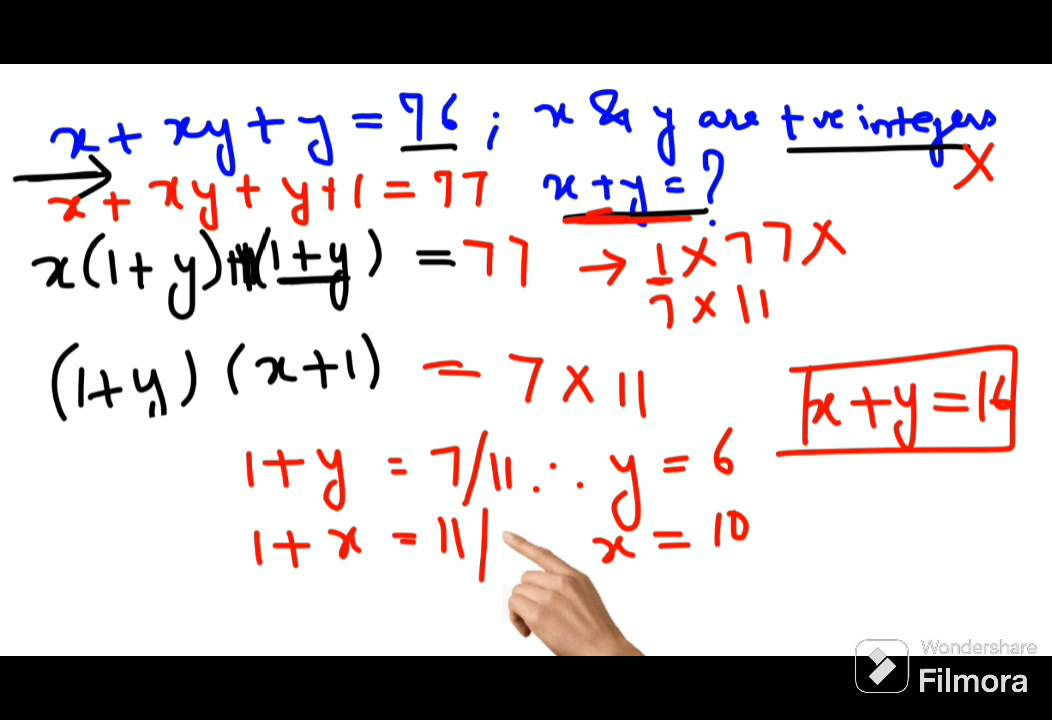 x + xy + y = 76 ; x & y are +ve integers
x + xy + y + 1 = 77 x + y = ?
x(1 + y) + (1 + y) = 77 → 1 × 77 X
7 × 11
(1 + y) (x + 1) = 7 × 11
x + y = 16
1 + y = 7/11 ∴ y = 6
1 + x = 11/ x = 10
Wondershare
Filmora